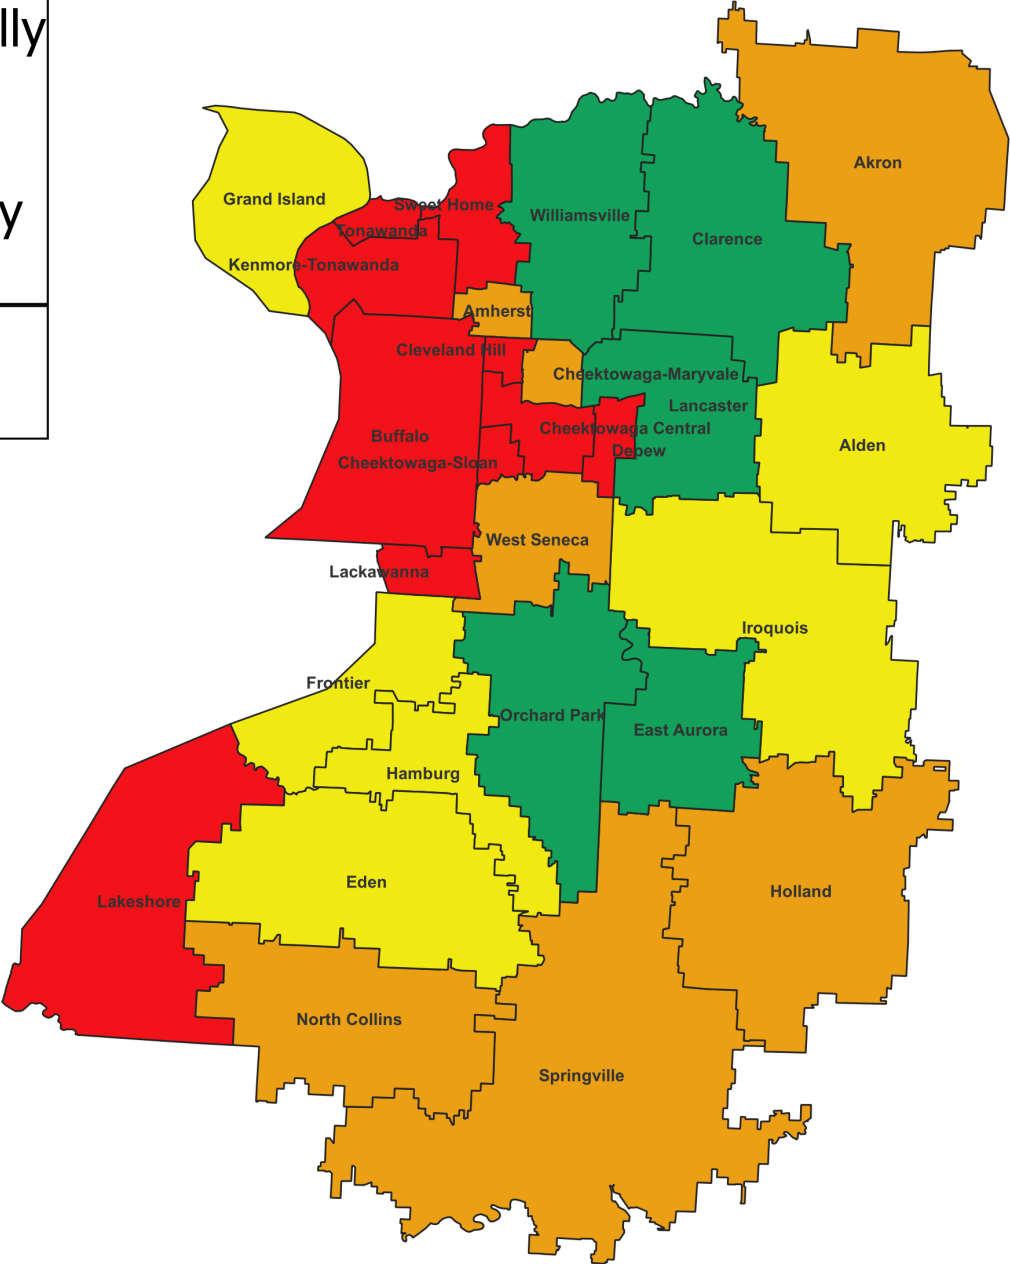 lly
y
Akron
Grand Island
Sweet Home
Williamsville
Tonawanda
Clarence
Kenmore-Tonawanda
Amherst
Cleveland Hill
Cheektowaga-Maryvale
Lancaster
Cheektowaga Central
Buffalo
Alden
Depew
Cheektowaga-Sloan
West Seneca
Lackawanna
Iroquois
Frontier
Orchard Park
East Aurora
Hamburg
Eden
Holland
Lakeshore
North Collins
Springville